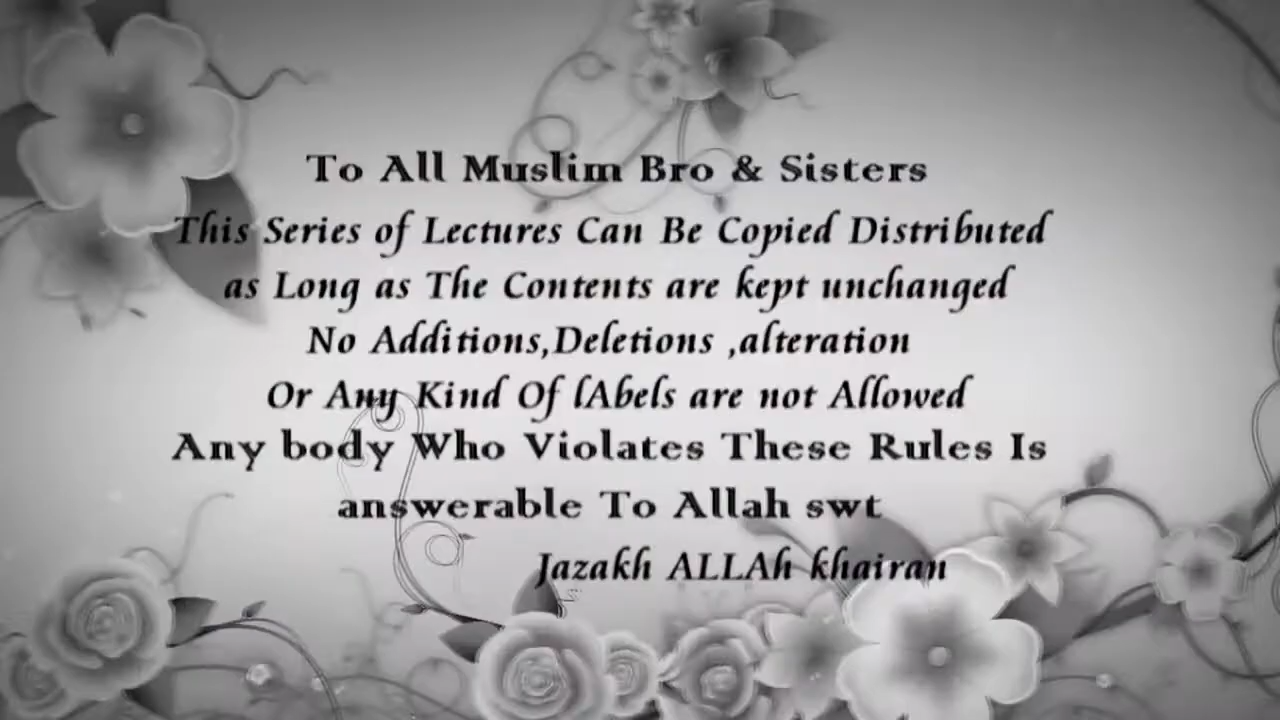 To All Muslim Bro & Sisters
This Series of Lectures Can Be Copied Distributed
as Long as The Contents are kept unchanged
No Additions,Deletions ,alteration
Or Any Kind Of lAbels are not Allowed
Any body Who Violates These Rules Is
answerable To Allah swt
Jazakh ALLAh khairan